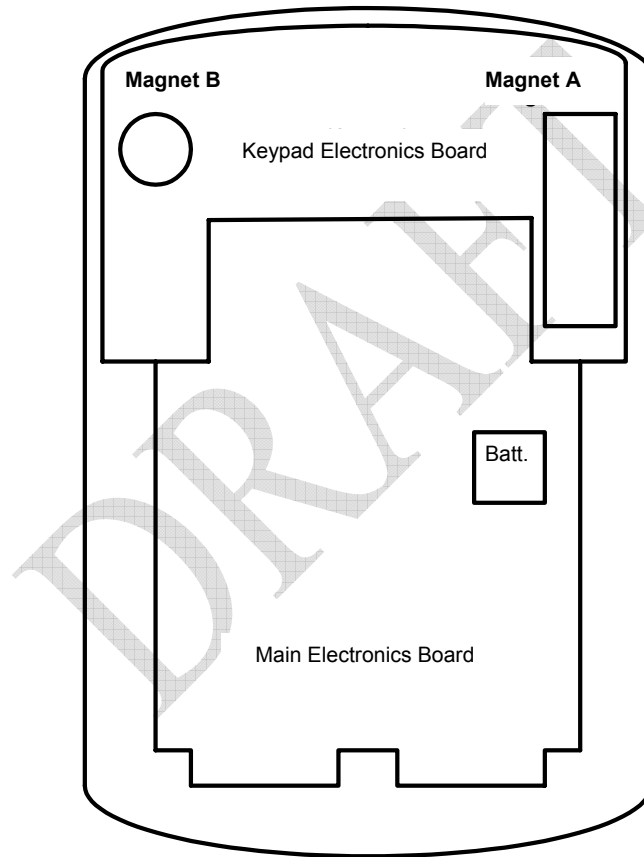 Magnet B Magnet A
Keypad Electronics Board
Batt.
Main Electronics Board
DRAFT